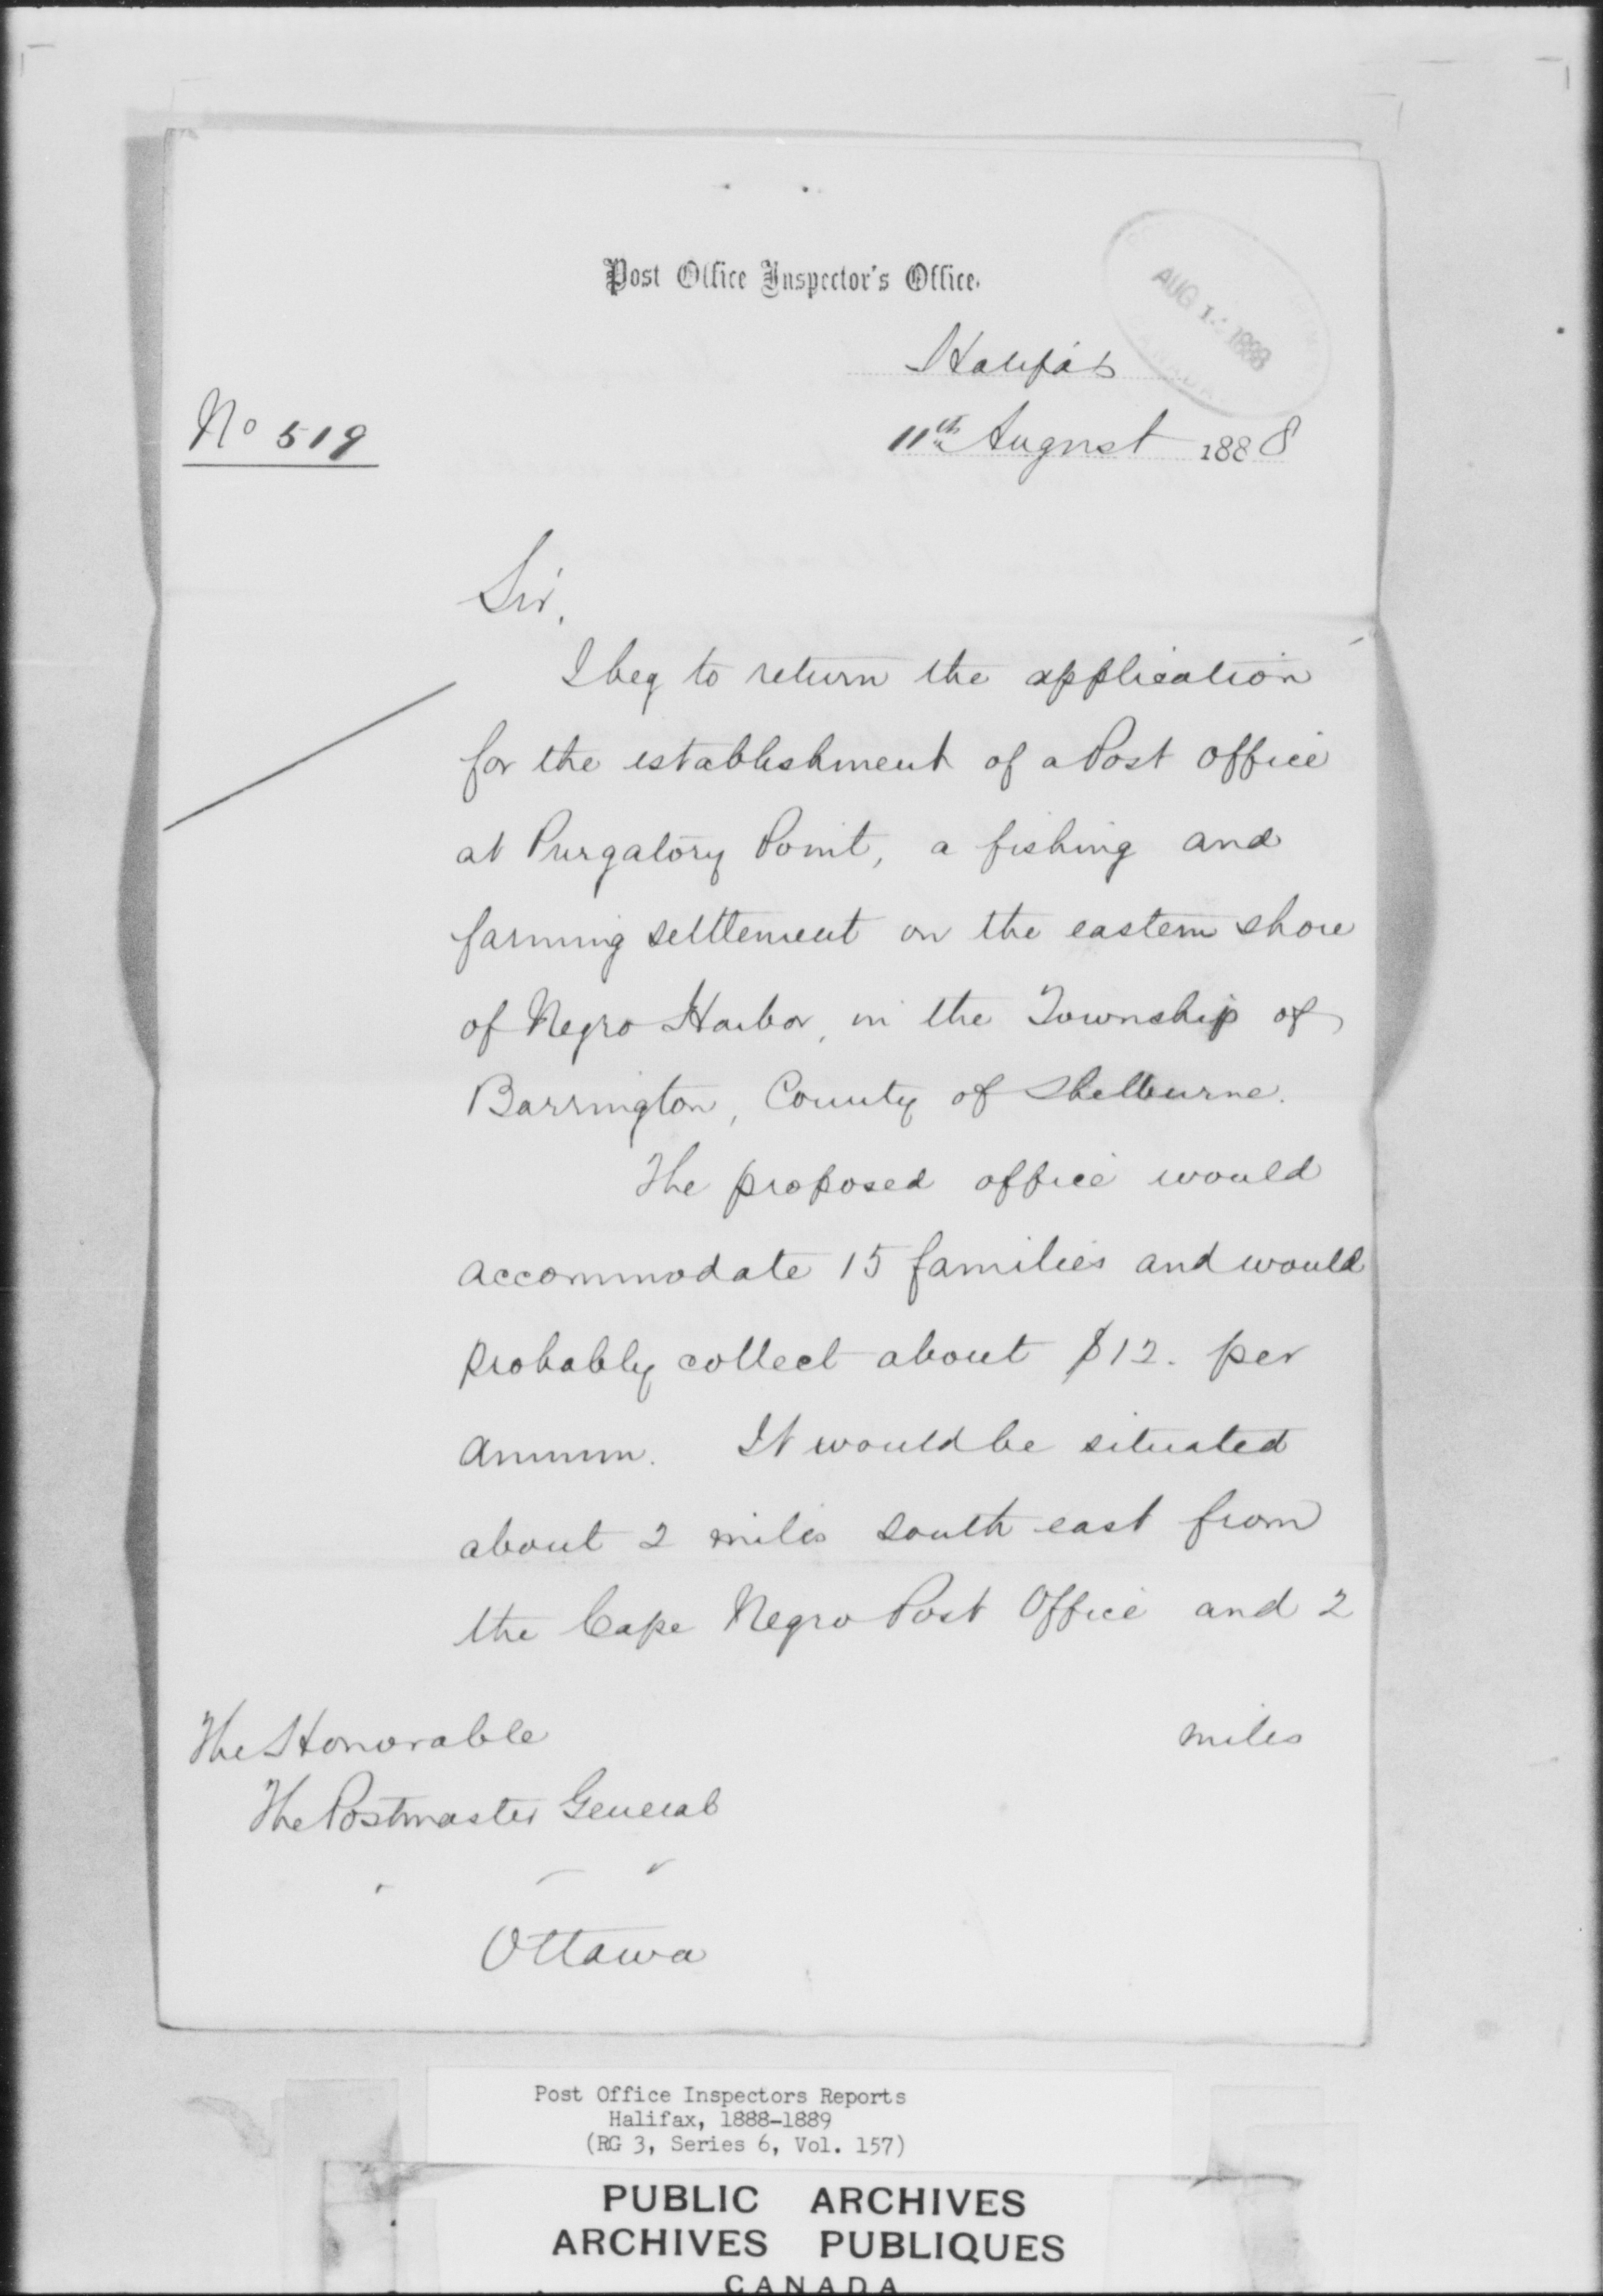 Post Office Inspector's Office.
AUG 1 1888
Halifax
No 519
11th August 1888
Sir,
I beg to return the application
for the establishment of a Post Office
at Purgatory Point, a fishing and
farming settlement on the eastern shore
of Negro Harbor, in the Township of
Barrington, County of Shelburne.
The proposed office would
accommodate 15 families and would
probably collect about $12. per
annum. It would be situated
about 2 miles south east from
the Cape Negro Post Office and 2
miles
The Honorable
The Postmaster General
Ottawa
Post Office Inspectors Reports
Halifax, 1888-1889
(RG 3, Series 6, Vol. 157)
PUBLIC ARCHIVES
ARCHIVES PUBLIQUES
CANADA